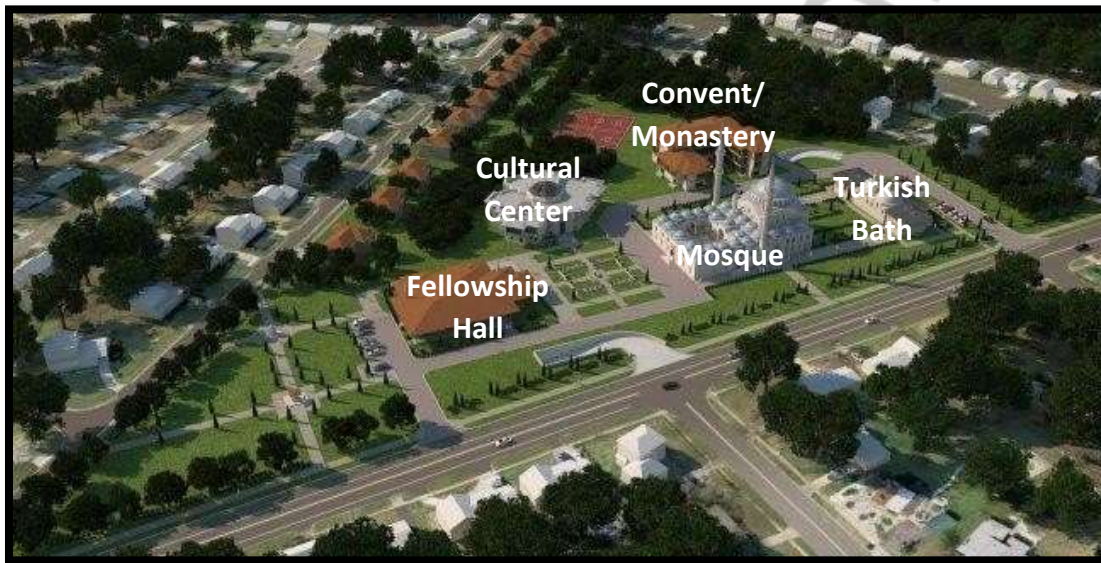 Convent/
Monastery
Cultural
Center
Turkish
Bath
Mosque
Fellowship
Hall